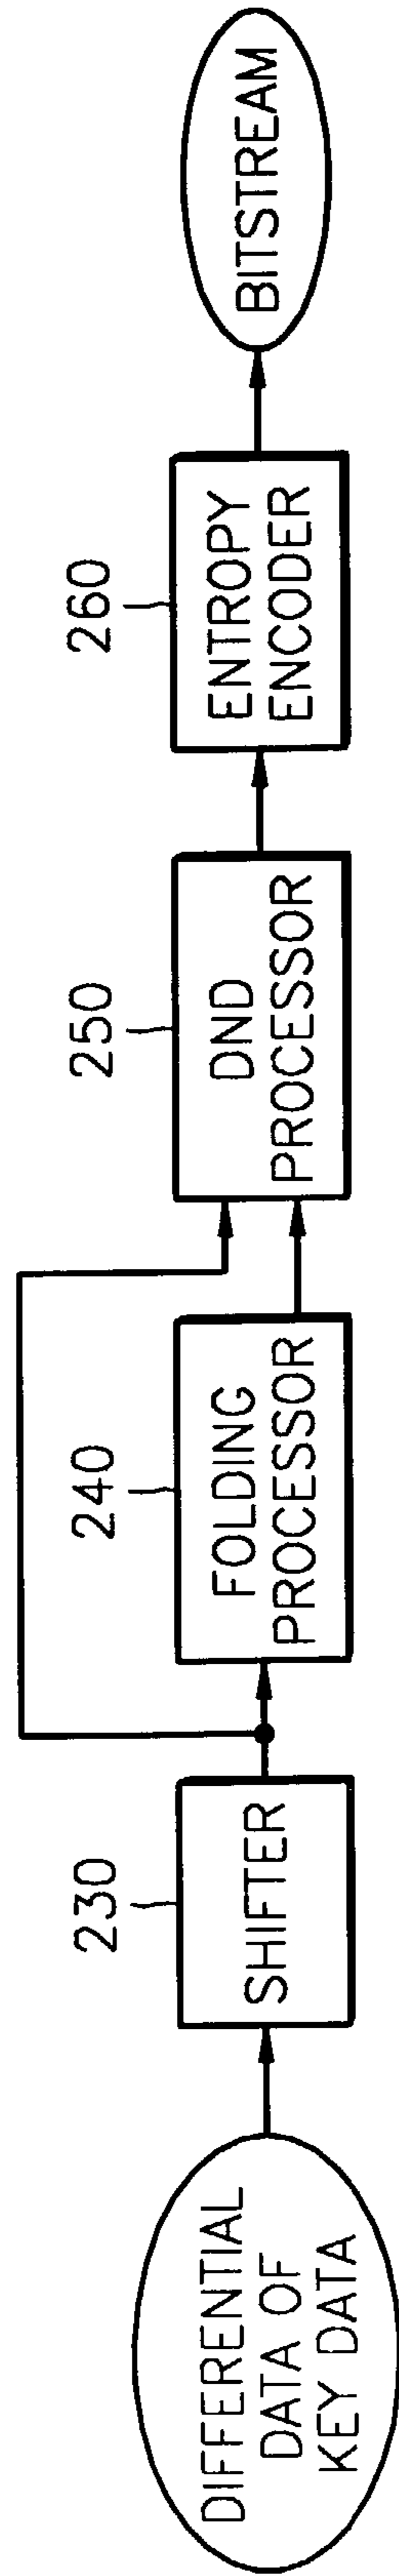 DIFFERENTIAL
DATA OF
KEY DATA
230
SHIFTER
240
FOLDING
PROCESSOR
250
DND
PROCESSOR
260
ENTROPY
ENCODER
BITSTREAM